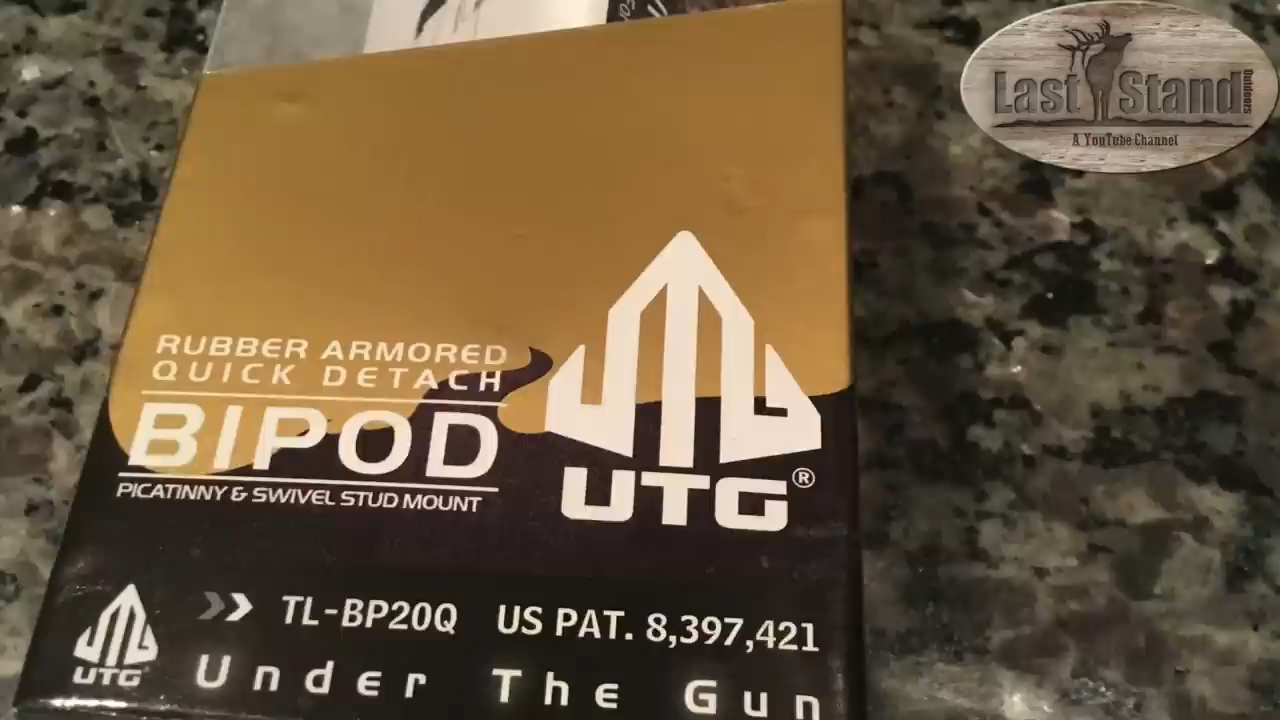 Last Stand
Outdoors
A YouTube Channel
RUBBER ARMORED
QUICK DETACH
BIPOD
PICATINNY & SWIVEL STUD MOUNT
UTG®
UTG
TL-BP20Q US PAT. 8,397,421
Under The Gun